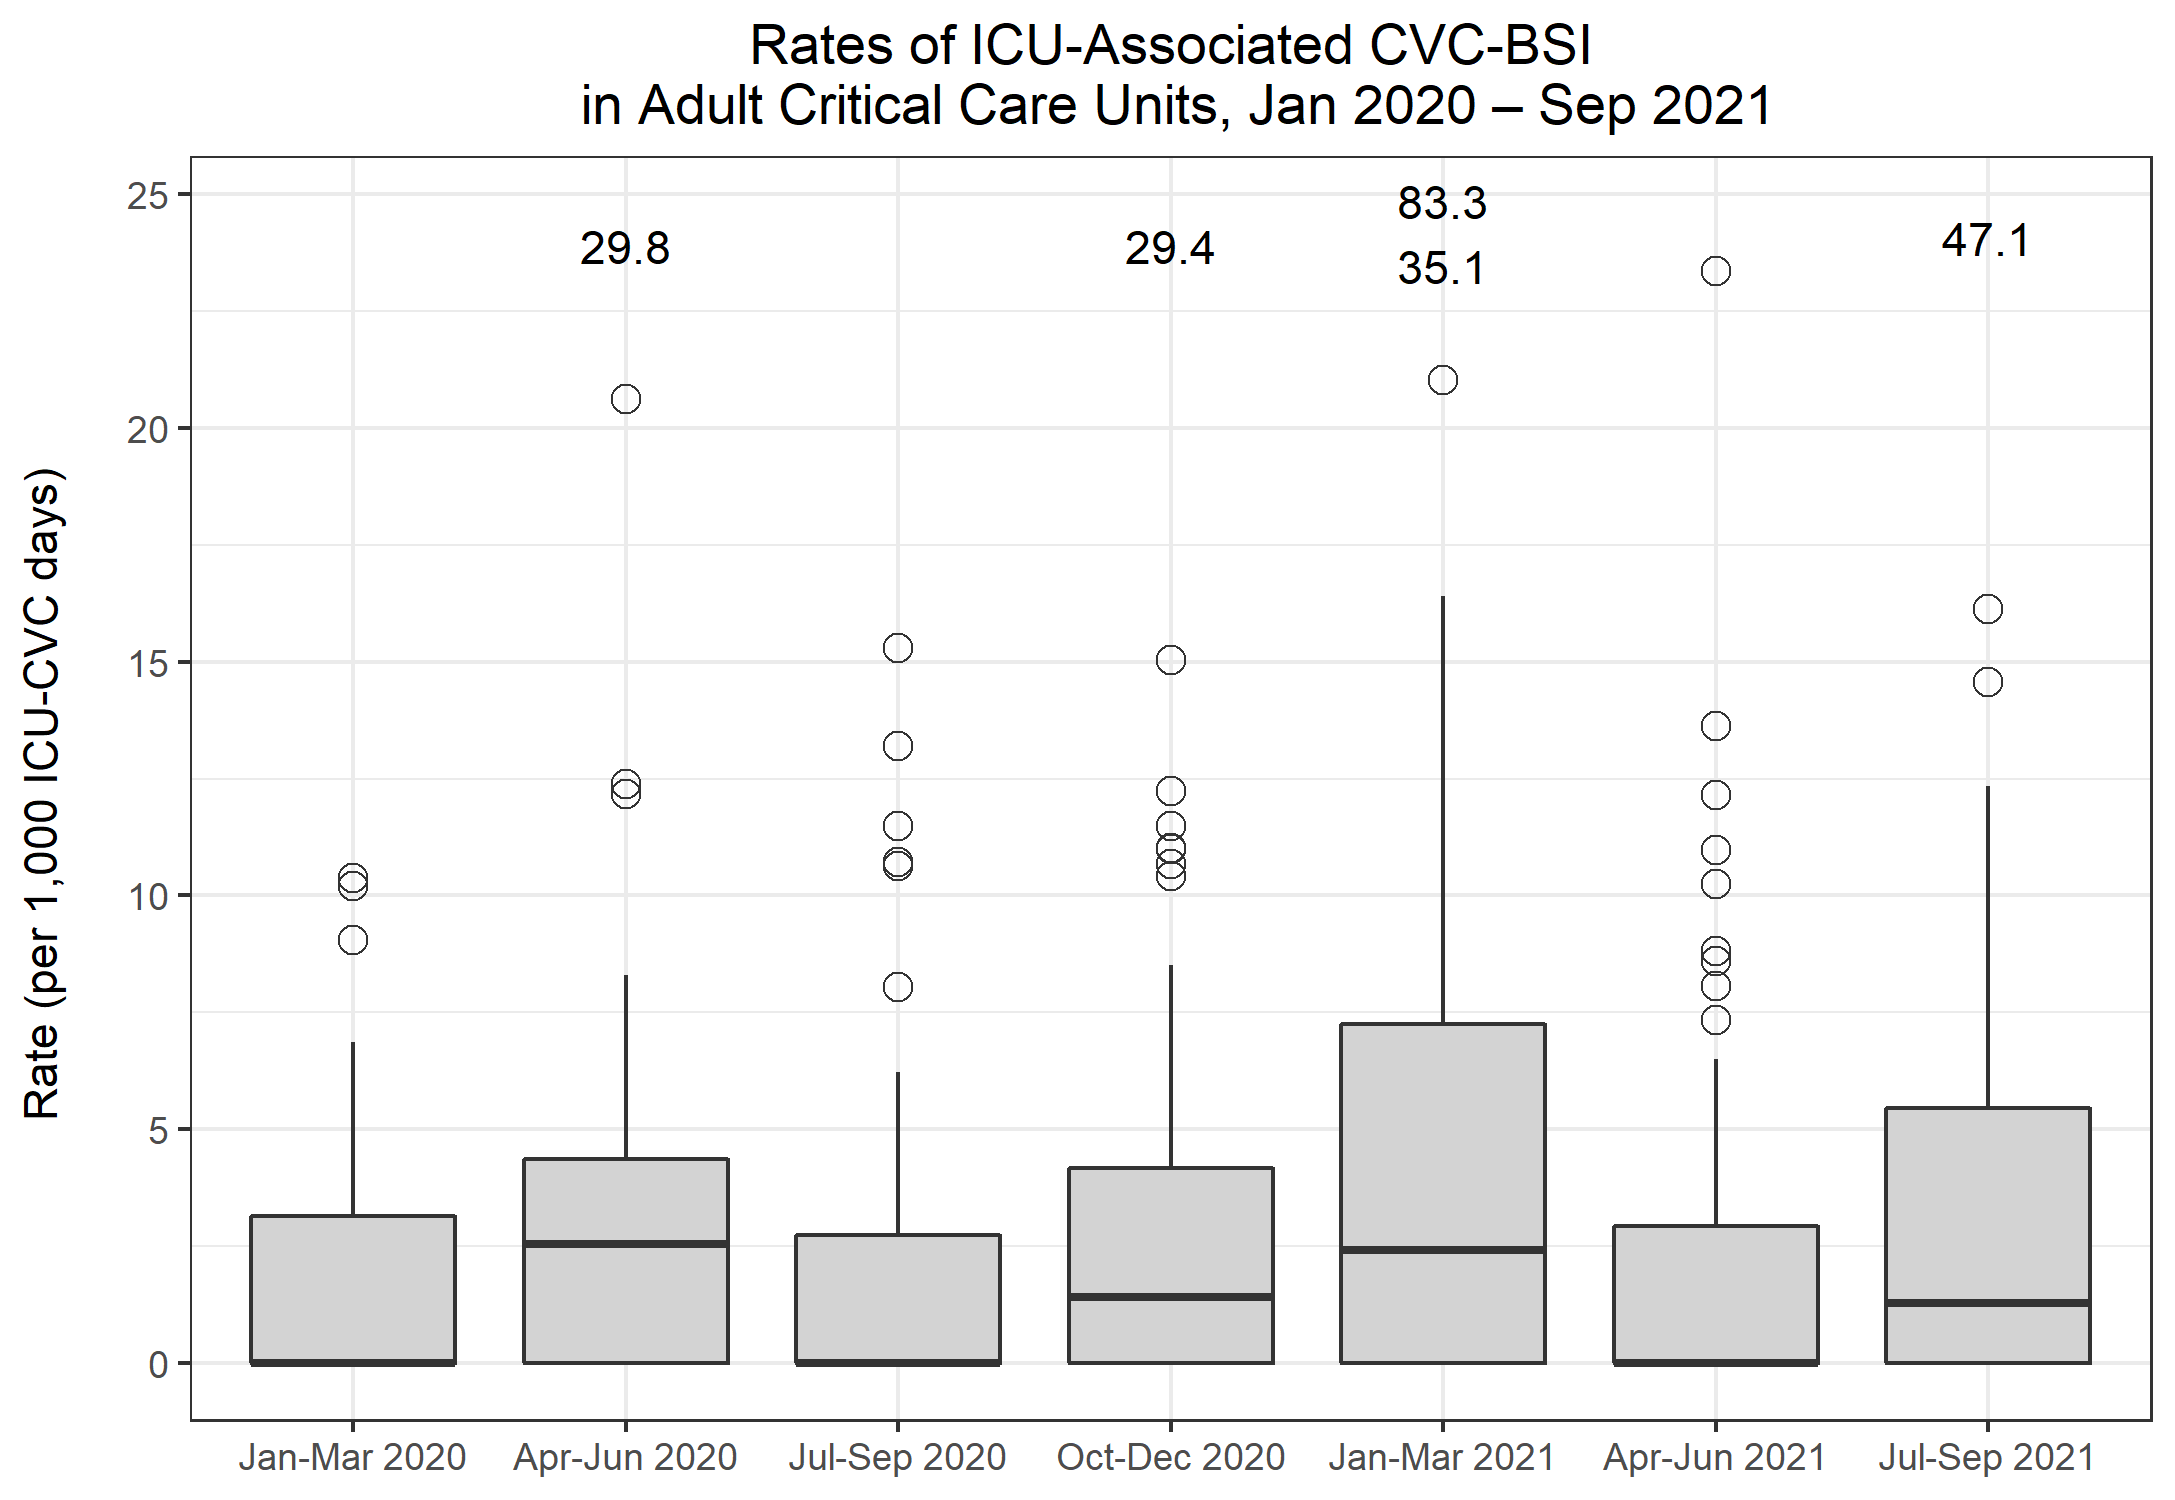 Rates of ICU-Associated CVC-BSI
in Adult Critical Care Units, Jan 2020 – Sep 2021
Rate (per 1,000 ICU-CVC days)
25
20
15
10
5
0
29.8
29.4
83.3
35.1
47.1
Jan-Mar 2020
Apr-Jun 2020
Jul-Sep 2020
Oct-Dec 2020
Jan-Mar 2021
Apr-Jun 2021
Jul-Sep 2021